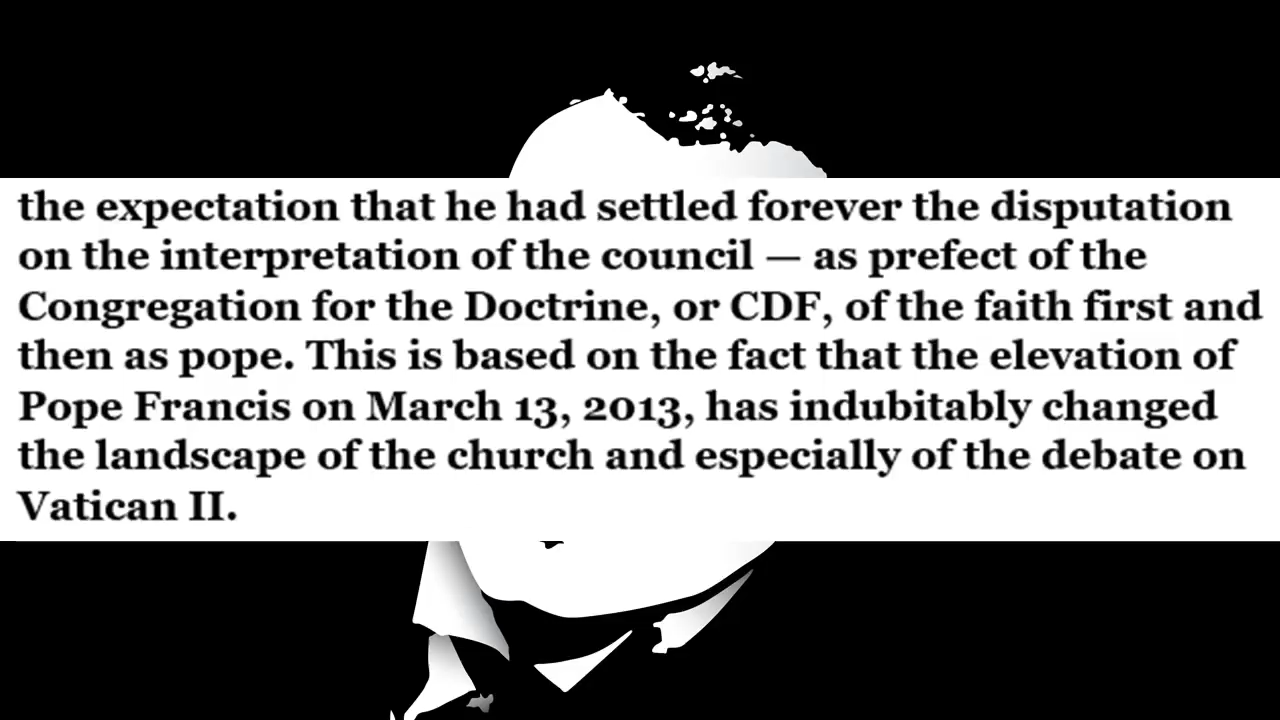 the expectation that he had settled forever the disputation
on the interpretation of the council — as prefect of the
Congregation for the Doctrine, or CDF, of the faith first and
then as pope. This is based on the fact that the elevation of
Pope Francis on March 13, 2013, has indubitably changed
the landscape of the church and especially of the debate on
Vatican II.